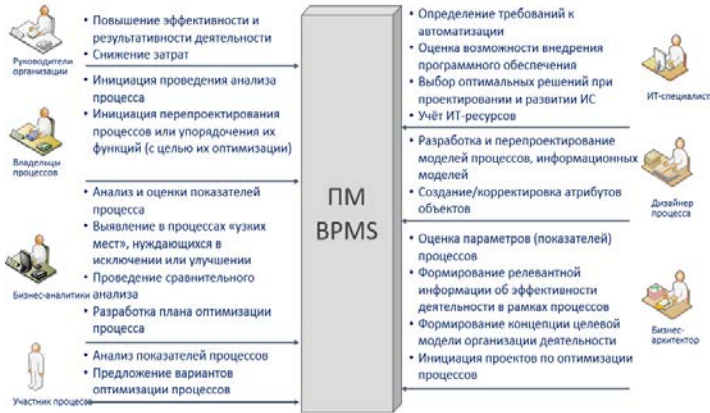 • Повышение эффективности и
результативности деятельности
• Снижение затрат
Руководители
организации
• Инициация проведения анализа
процесса
• Инициация перепроектирования
процессов или упорядочения их
функций (с целью их оптимизации)
Владельцы
процессов
• Анализ и оценки показателей
процесса
• Выявление в процессах «узких
мест», нуждающихся в
исключении или улучшении
• Проведение сравнительного
анализа
• Разработка плана оптимизации
процесса
Бизнес-аналитики
• Анализ показателей процессов
• Предложение вариантов
оптимизации процессов
Участник процесса
ПМ
BPMS
• Определение требований к
автоматизации
• Оценка возможности внедрения
программного обеспечения
• Выбор оптимальных решений при
проектировании и развитии ИС
• Учёт ИТ-ресурсов
ИТ-специалист
• Разработка и перепроектирование
моделей процессов, информационных
моделей
• Создание/корректировка атрибутов
объектов
Дизайнер
процесса
• Оценка параметров (показателей)
процессов
• Формирование релевантной
информации об эффективности
деятельности в рамках процессов
• Формирование концепции целевой
модели организации деятельности
• Инициация проектов по оптимизации
процессов
Бизнес-
архитектор